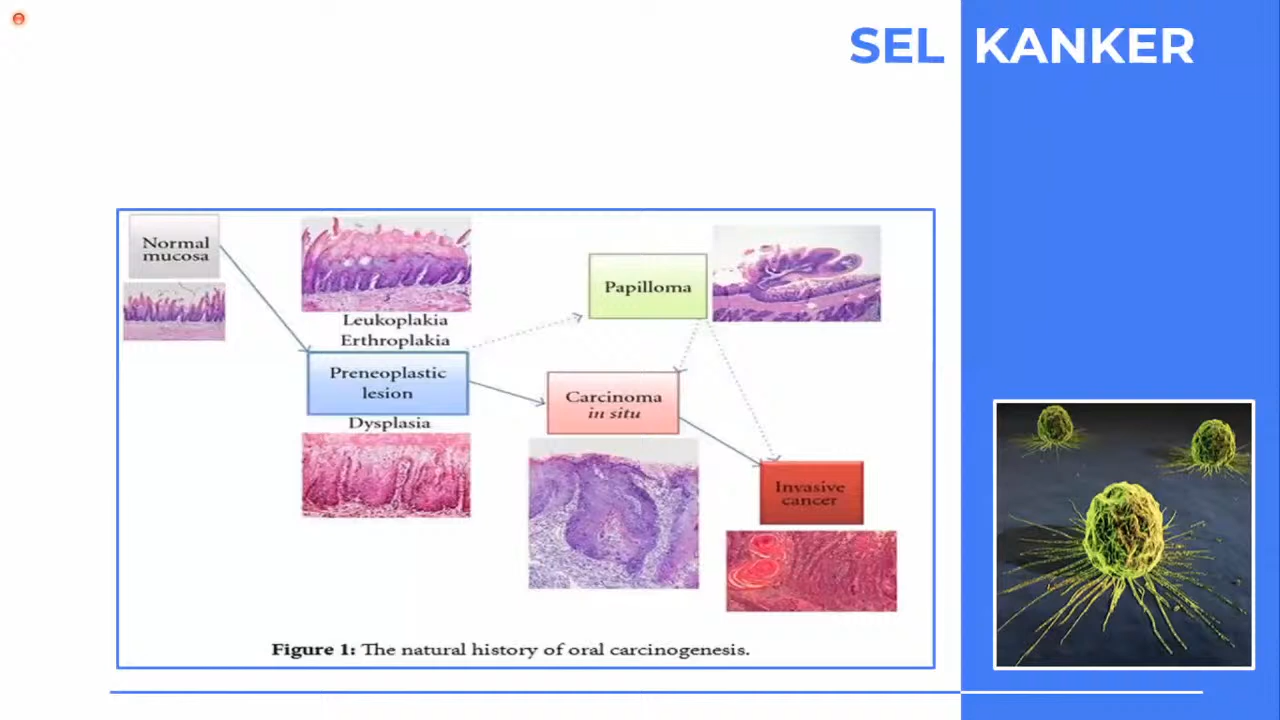 SEL KANKER
Normal
mucosa
Leukoplakia
Erthroplakia
Preneoplastic
lesion
Dysplasia
Papilloma
Carcinoma
in situ
Invasive
cancer
Figure 1: The natural history of oral carcinogenesis.